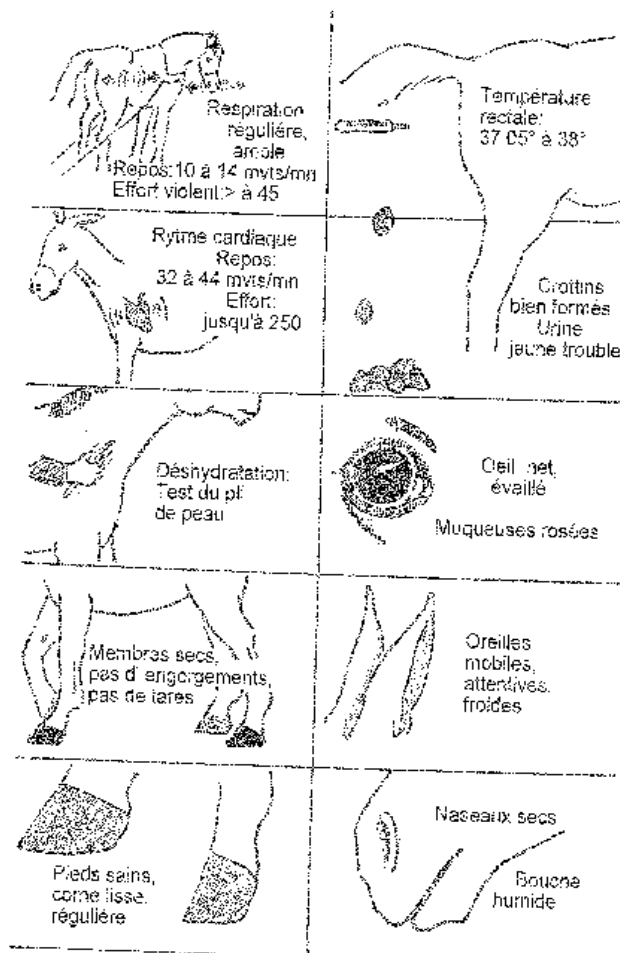 Respiration
régulière,
ample
Repos: 10 à 14 mvts/mn
Effort violent:> à 45
Température
rectale:
37 05° à 38°
Rytme cardiaque
Repos:
32 à 44 mvts/mn
Effort:
jusqu'à 250
Crottins
bien formés
Urine
jaune trouble
Déshydratation:
Test du pli
de peau
Oeil net,
évaillé
Muqueuses rosées
Membres secs,
pas d'engorgements,
pas de tares
Oreilles
mobiles,
attentives,
froides
Pieds sains,
corne lisse,
régulière
Naseaux secs
Bouche
humide